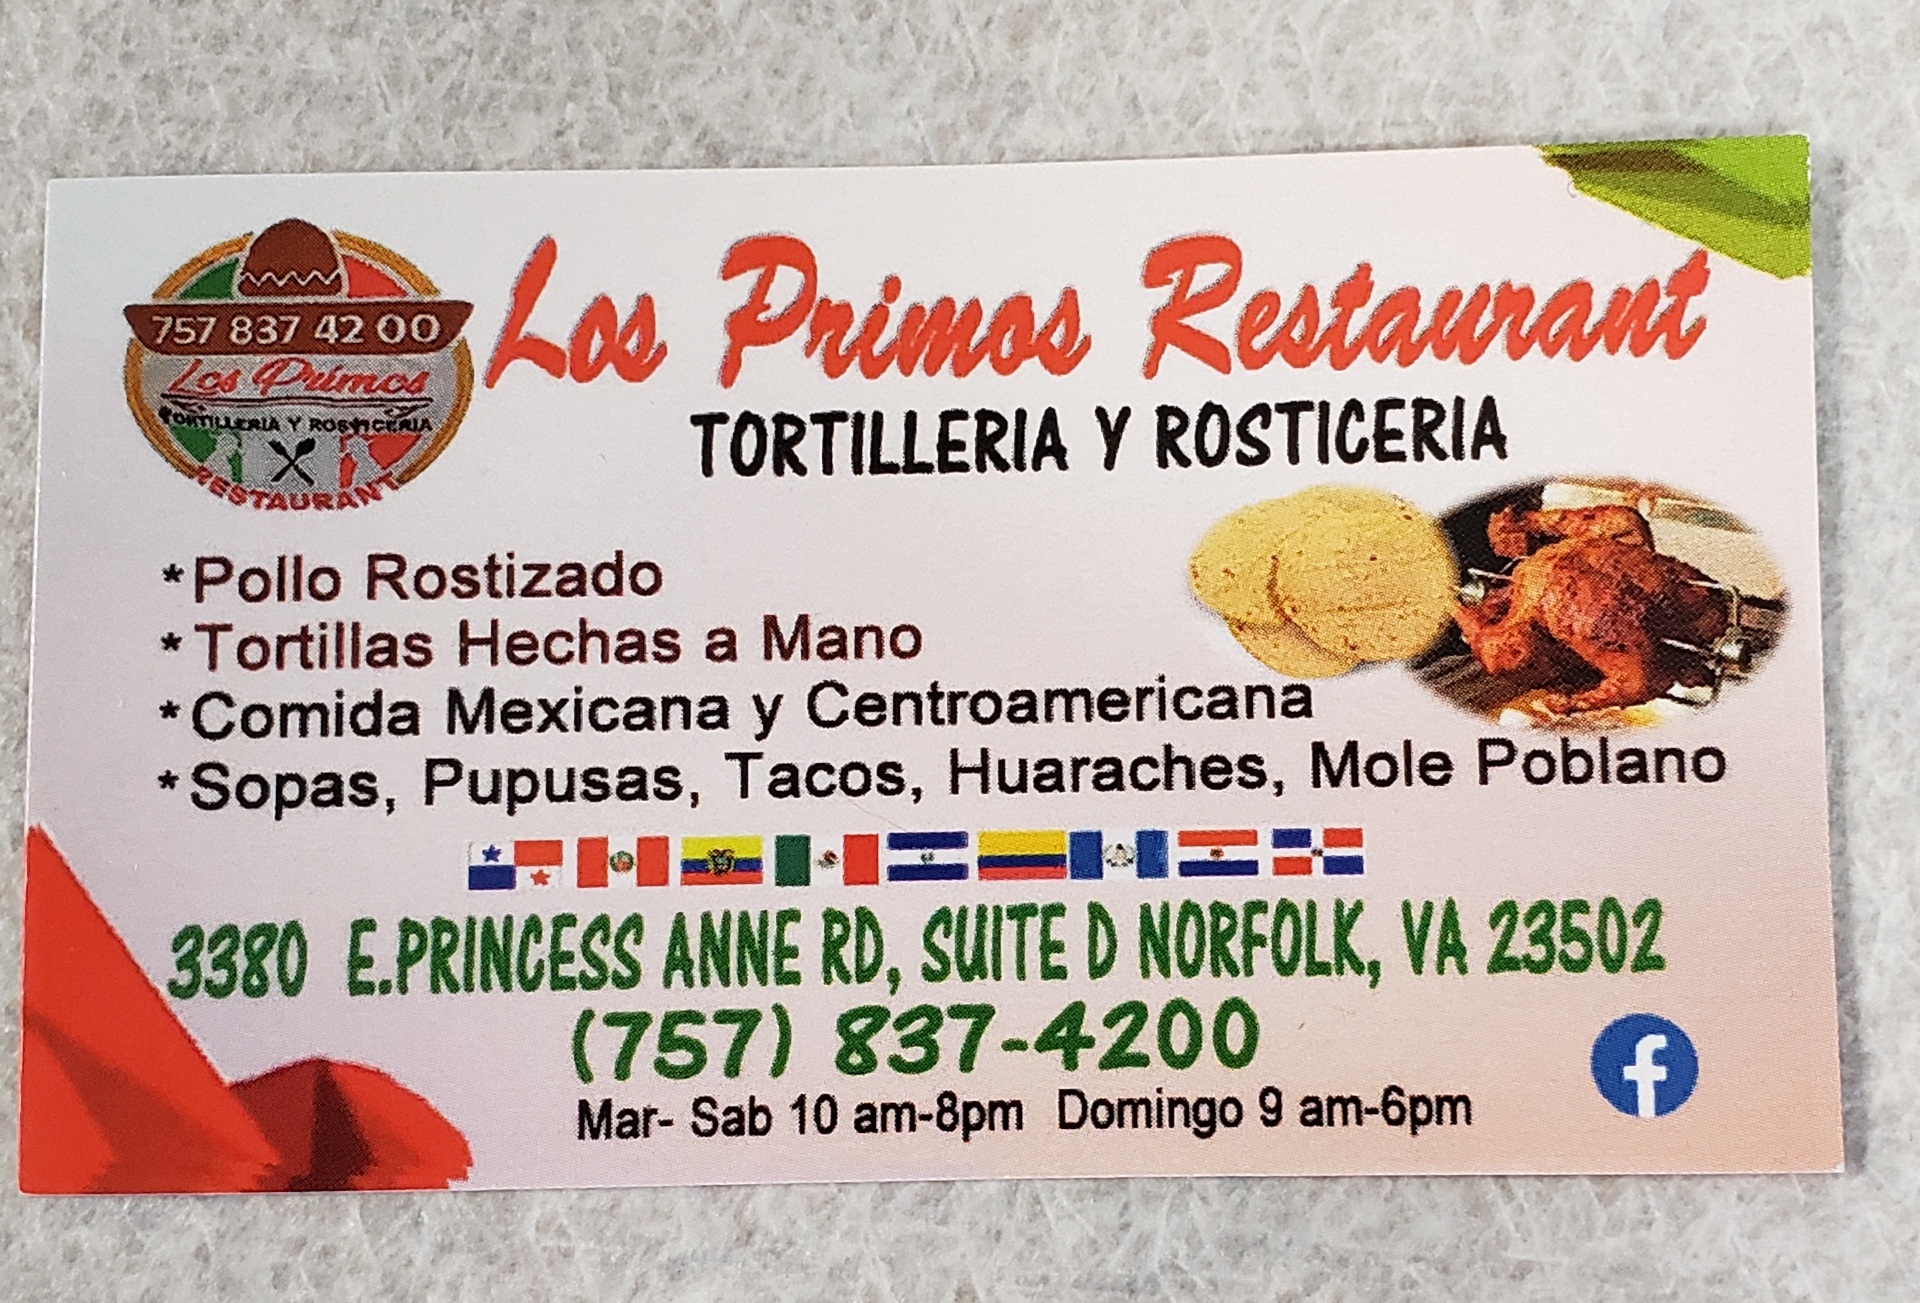 757 837 42 00
Los Primos
TORTILLERIA Y ROSTICERIA
RESTAURANT
Los Primos Restaurant
TORTILLERIA Y ROSTICERIA
*Pollo Rostizado
*Tortillas Hechas a Mano
*Comida Mexicana y Centroamericana
*Sopas, Pupusas, Tacos, Huaraches, Mole Poblano
3380 E.PRINCESS ANNE RD, SUITE D NORFOLK, VA 23502
(757) 837-4200
Mar- Sab 10 am-8pm Domingo 9 am-6pm
f